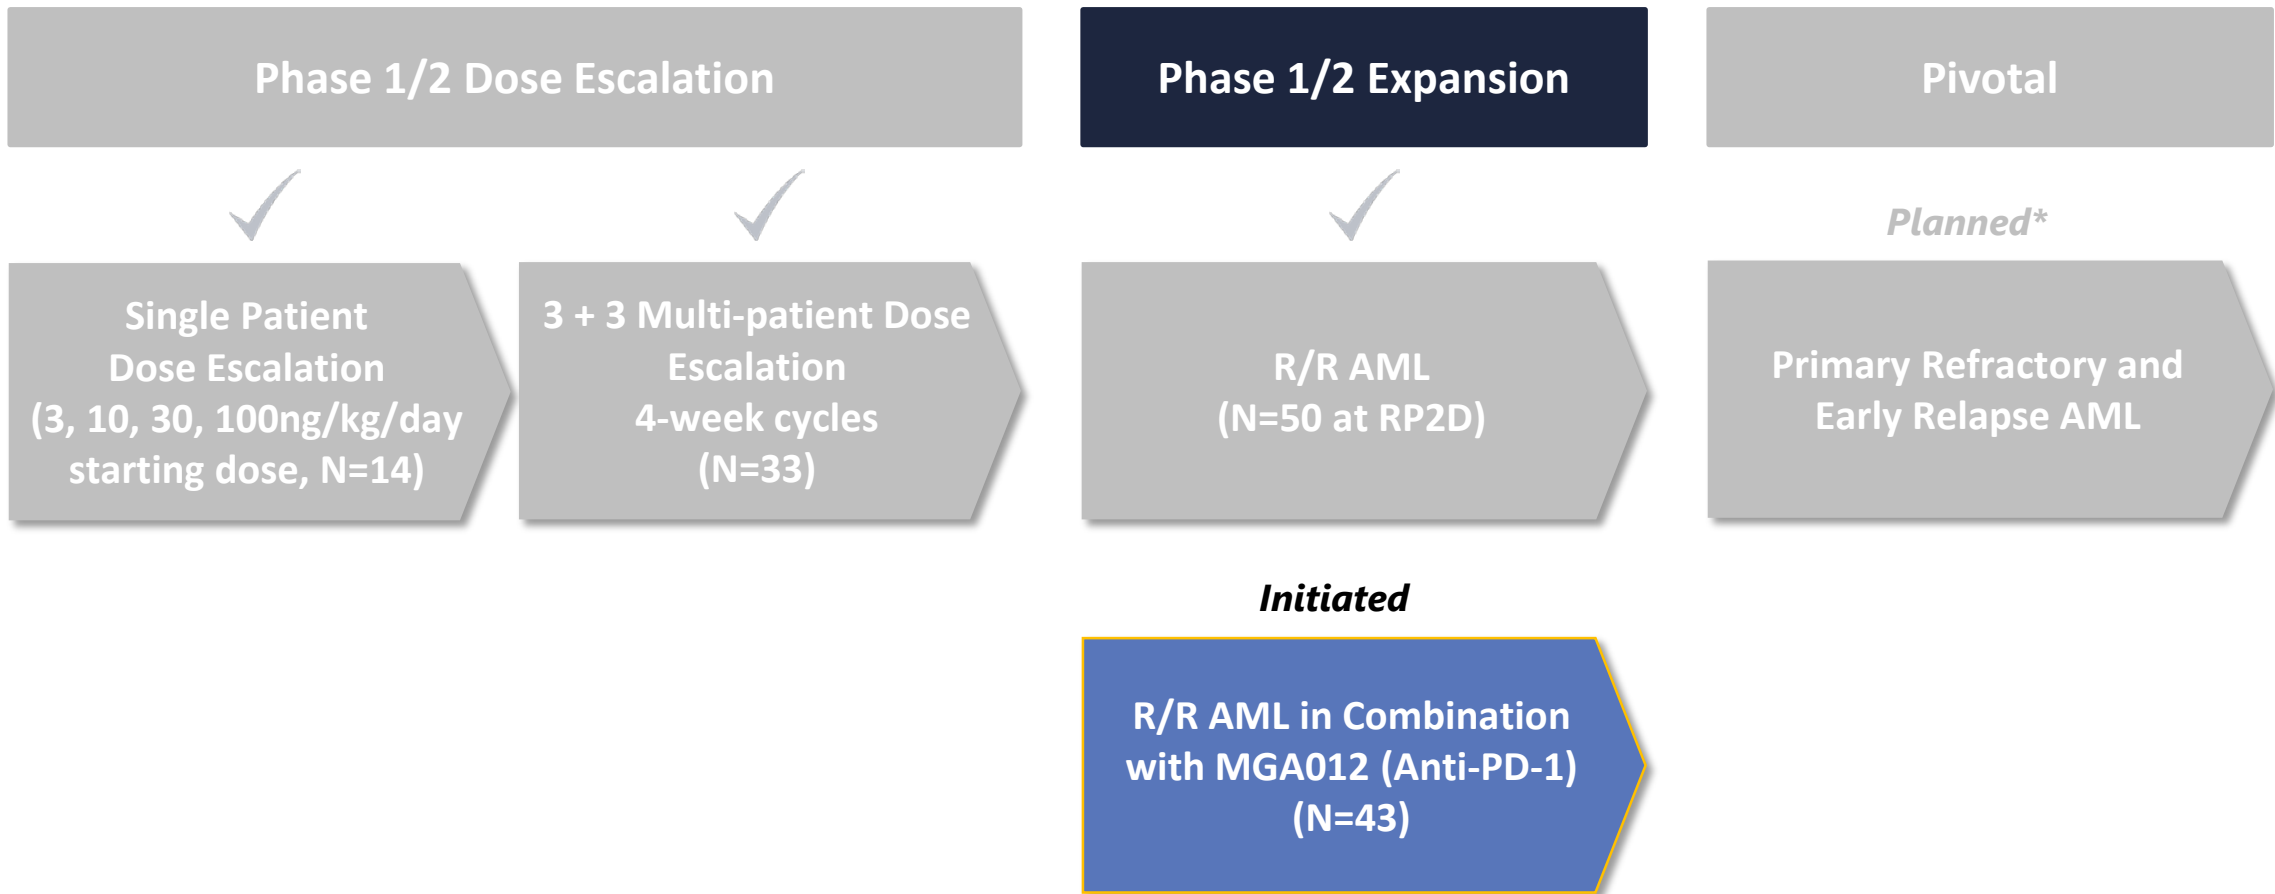 Phase 1/2 Dose Escalation
Phase 1/2 Expansion
Pivotal
Planned*
Single Patient
Dose Escalation
(3, 10, 30, 100ng/kg/day
starting dose, N=14)
3 + 3 Multi-patient Dose
Escalation
4-week cycles
(N=33)
R/R AML
(N=50 at RP2D)
Primary Refractory and
Early Relapse AML
Initiated
R/R AML in Combination
with MGA012 (Anti-PD-1)
(N=43)